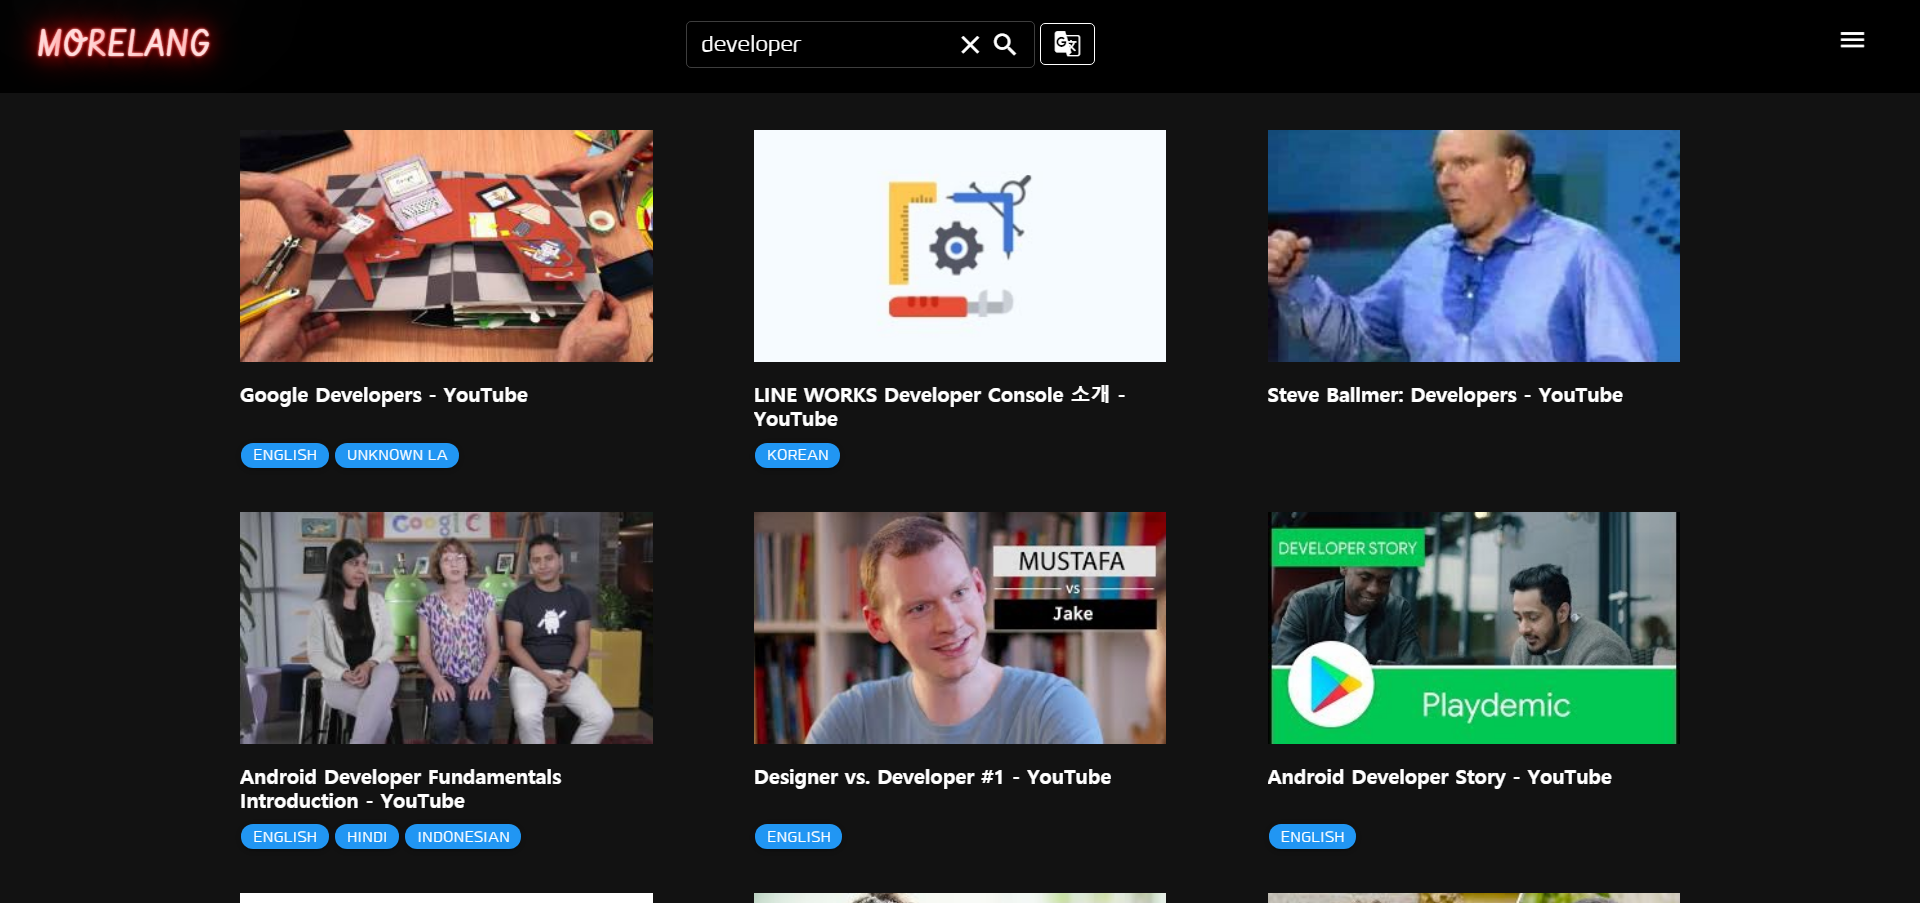 MORELANG
developer
Google Developers - YouTube
ENGLISH
UNKNOWN LA
LINE WORKS Developer Console 소개 -
YouTube
KOREAN
Steve Ballmer: Developers - YouTube
Google
MUSTAFA
vs
Jake
DEVELOPER STORY
Playdemic
Android Developer Fundamentals
Introduction - YouTube
ENGLISH
HINDI
INDONESIAN
Designer vs. Developer #1 - YouTube
ENGLISH
Android Developer Story - YouTube
ENGLISH